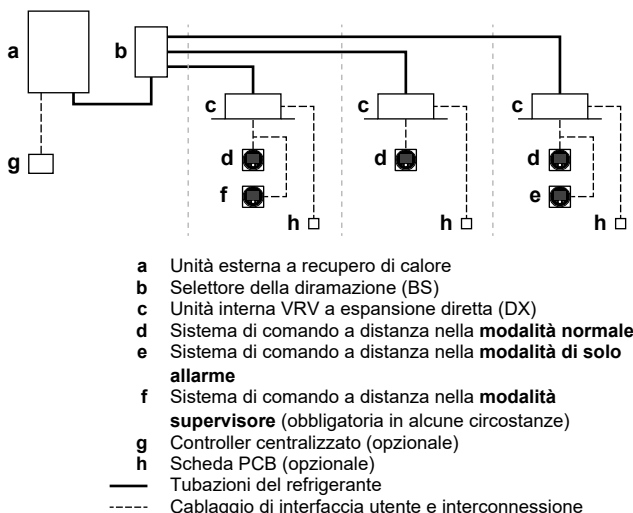 a
b
c
c
c
g
d
d
d
f
e
h
h
h
a Unità esterna a recupero di calore
b Selettore della diramazione (BS)
c Unità interna VRV a espansione diretta (DX)
d Sistema di comando a distanza nella modalità normale
e Sistema di comando a distanza nella modalità di solo
allarme
f Sistema di comando a distanza nella modalità
supervisore (obbligatoria in alcune circostanze)
g Controller centralizzato (opzionale)
h Scheda PCB (opzionale)
Tubazioni del refrigerante
Cablaggio di interfaccia utente e interconnessione